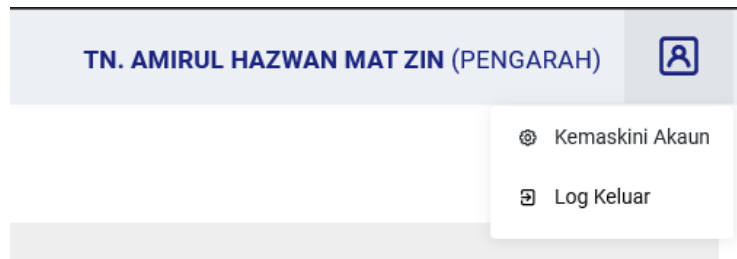 TN. AMIRUL HAZWAN MAT ZIN (PENGARAH)
Kemaskini Akaun
Log Keluar